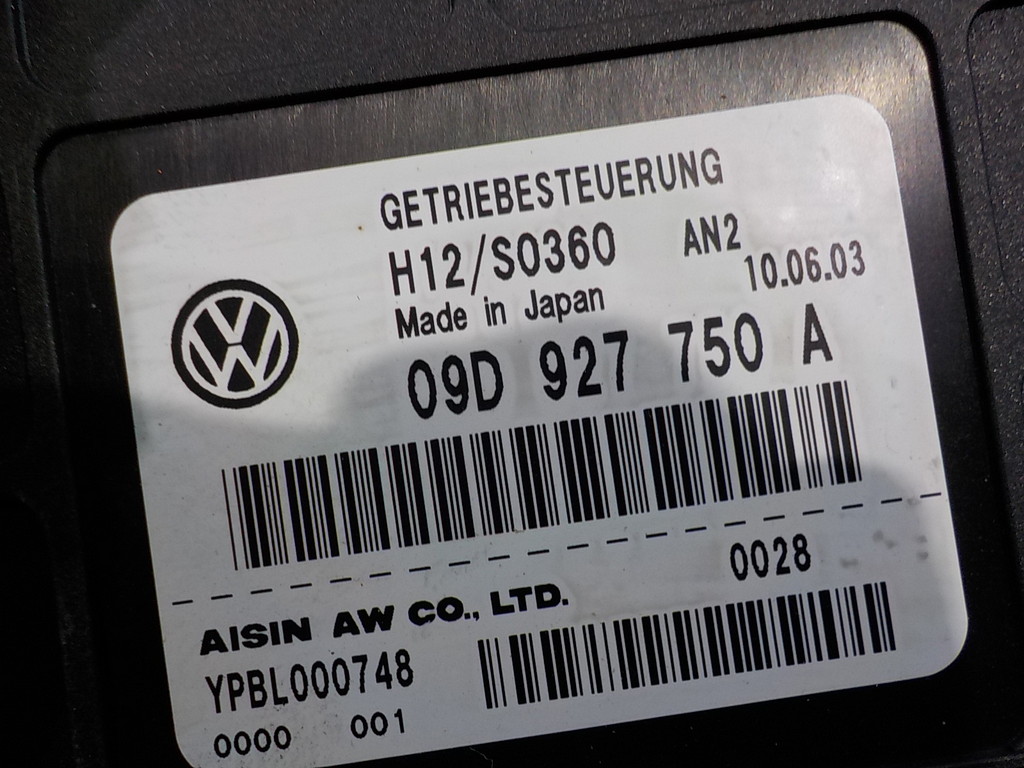 GETRIEBESTEUERUNG
H12/S0360 AN2
Made in Japan 10.06.03
09D 927 750 A
0028
AISIN AW CO., LTD.
YPBL000748
0000 001